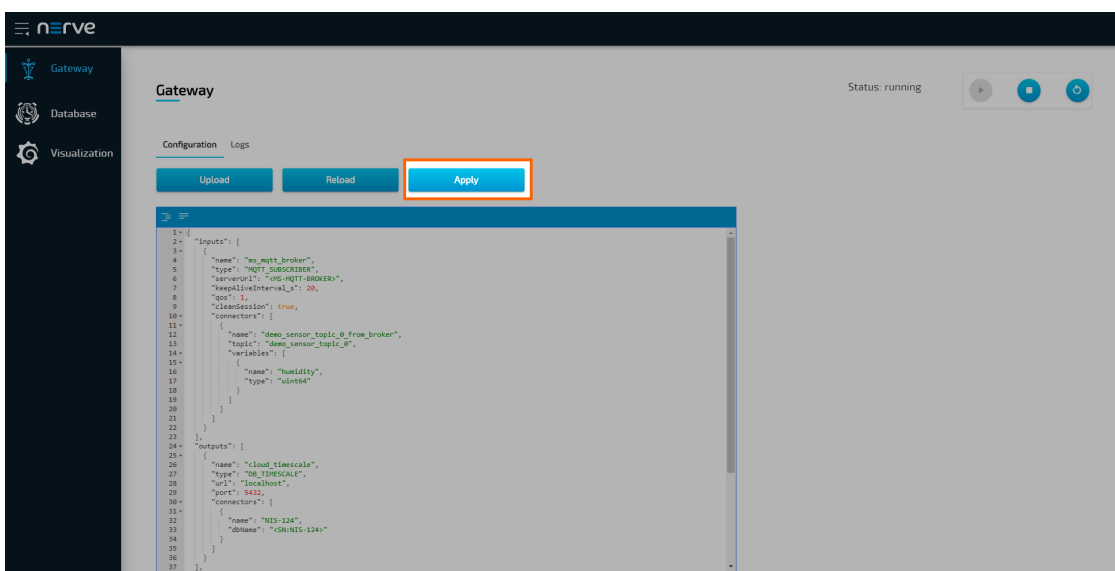 nerve
Gateway
Database
Visualization
Gateway
Status: running
Configuration Logs
Upload Reload Apply
1 {
2 "inputs": [
3 {
4 "name": "ms_mqtt_broker",
5 "type": "MQTT_SUBSCRIBER",
6 "serverUrl": "<MS-MQTT-BROKER>",
7 "keepAliveInterval_s": 20,
8 "qos": 1,
9 "cleanSession": true,
10 "connectors": [
11 {
12 "name": "demo_sensor_topic_0_from_broker",
13 "topic": "demo_sensor_topic_0",
14 "variables": [
15 {
16 "name": "humidity",
17 "type": "uint64"
18 }
19 ]
20 }
21 ]
22 }
23 ],
24 "outputs": [
25 {
26 "name": "cloud_timescale",
27 "type": "DB_TIMESCALE",
28 "url": "localhost",
29 "port": 5432,
30 "connectors": [
31 {
32 "name": "NIS-124",
33 "dbName": "<SN:NIS-124>"
34 }
35 ]
36 }
37 ],